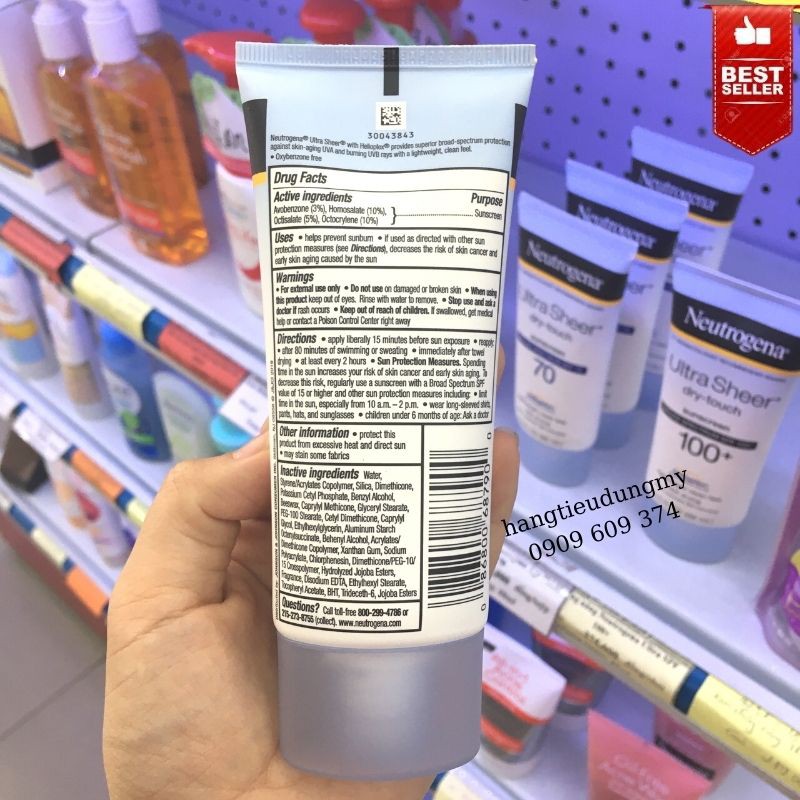 BEST
SELLER
30043843
Neutrogena® Ultra Sheer® with Helioplex® provides superior broad-spectrum protection
against skin-aging UVA and burning UVB rays with a lightweight, clean feel.
• Oxybenzone free
Drug Facts
Active ingredients Purpose
Avobenzone (3%), Homosalate (10%),
Octisalate (5%), Octocrylene (10%) } Sunscreen
Uses • helps prevent sunburn • if used as directed with other sun
protection measures (see Directions), decreases the risk of skin cancer and
early skin aging caused by the sun
Warnings
• For external use only • Do not use on damaged or broken skin • When using
this product keep out of eyes. Rinse with water to remove. • Stop use and ask a
doctor if rash occurs • Keep out of reach of children. If swallowed, get medical
help or contact a Poison Control Center right away
Directions • apply liberally 15 minutes before sun exposure • reapply:
• after 80 minutes of swimming or sweating • immediately after towel
drying • at least every 2 hours • Sun Protection Measures. Spending
time in the sun increases your risk of skin cancer and early skin aging. To
decrease this risk, regularly use a sunscreen with a Broad Spectrum SPF
value of 15 or higher and other sun protection measures including: • limit
time in the sun, especially from 10 a.m. – 2 p.m. • wear long-sleeved shirts,
pants, hats, and sunglasses • children under 6 months of age: Ask a doctor
Other information • protect this
product from excessive heat and direct sun
• may stain some fabrics
Inactive ingredients Water,
Styrene/Acrylates Copolymer, Silica, Dimethicone,
Potassium Cetyl Phosphate, Benzyl Alcohol,
Beeswax, Caprylyl Methicone, Glyceryl Stearate,
PEG-100 Stearate, Cetyl Dimethicone, Caprylyl
Glycol, Ethylhexylglycerin, Aluminum Starch
Octenylsuccinate, Behenyl Alcohol, Acrylates/
Dimethicone Copolymer, Xanthan Gum, Sodium
Polyacrylate, Chlorphenesin, Dimethicone/PEG-10/
15 Crosspolymer, Hydrolyzed Jojoba Esters,
Fragrance, Disodium EDTA, Ethylhexyl Stearate,
Tocopheryl Acetate, BHT, Trideceth-6, Jojoba Esters
Questions? Call toll-free 800-299-4786 or
215-273-8755 (collect). www.neutrogena.com
0 86800 68790 0
hangtieudungmy
0909 609 374
Neutrogena
Neutrogena
Neutrogena
Ultra Sheer
dry-touch
sunscreen
70
Neutrogena
Ultra Sheer
dry-touch
sunscreen
100+